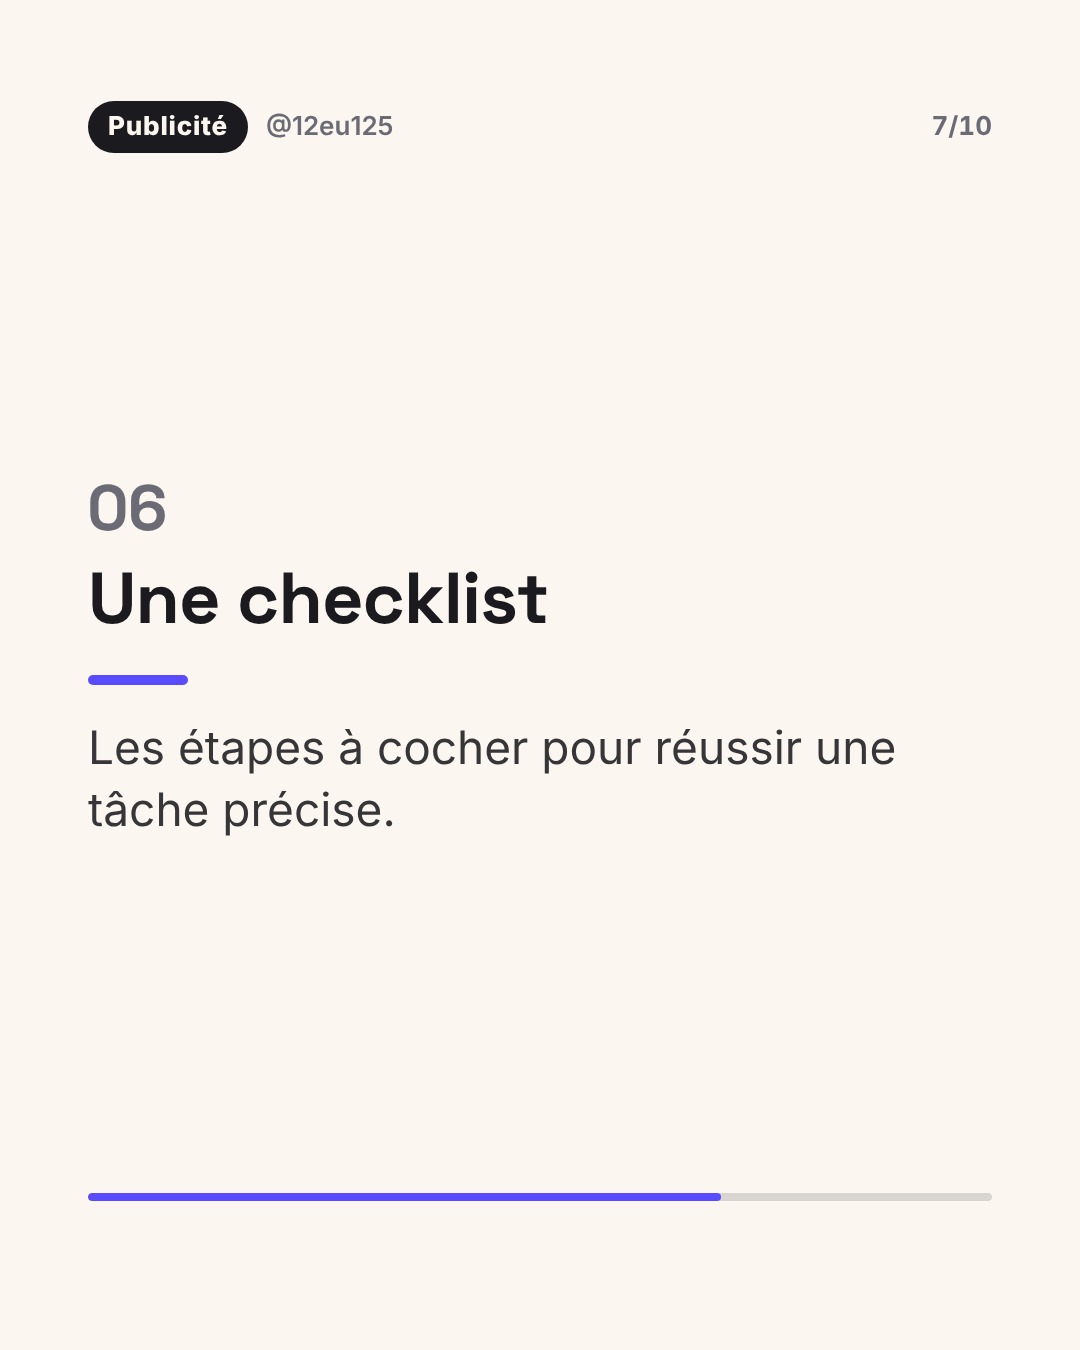 Publicité @12eu125 7/10
06
Une checklist
Les étapes à cocher pour réussir une
tâche précise.